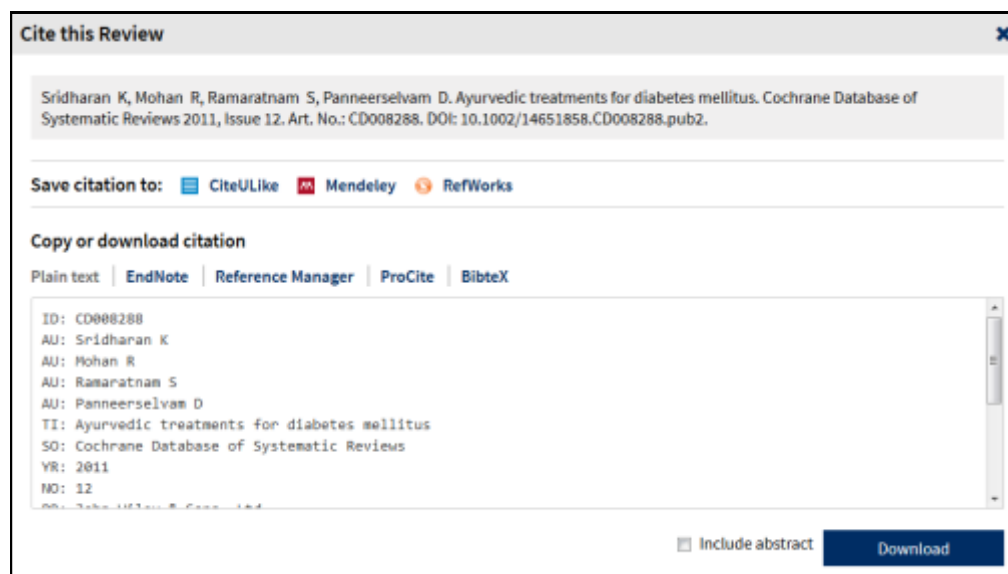 Cite this Review
Sridharan K, Mohan R, Ramaratnam S, Panneerselvam D. Ayurvedic treatments for diabetes mellitus. Cochrane Database of
Systematic Reviews 2011, Issue 12. Art. No.: CD008288. DOI: 10.1002/14651858.CD008288.pub2.
Save citation to: CiteULike Mendeley RefWorks
Copy or download citation
Plain text | EndNote | Reference Manager | ProCite | BibteX
ID: CD008288
AU: Sridharan K
AU: Mohan R
AU: Ramaratnam S
AU: Panneerselvam D
TI: Ayurvedic treatments for diabetes mellitus
SO: Cochrane Database of Systematic Reviews
YR: 2011
NO: 12
Include abstract Download